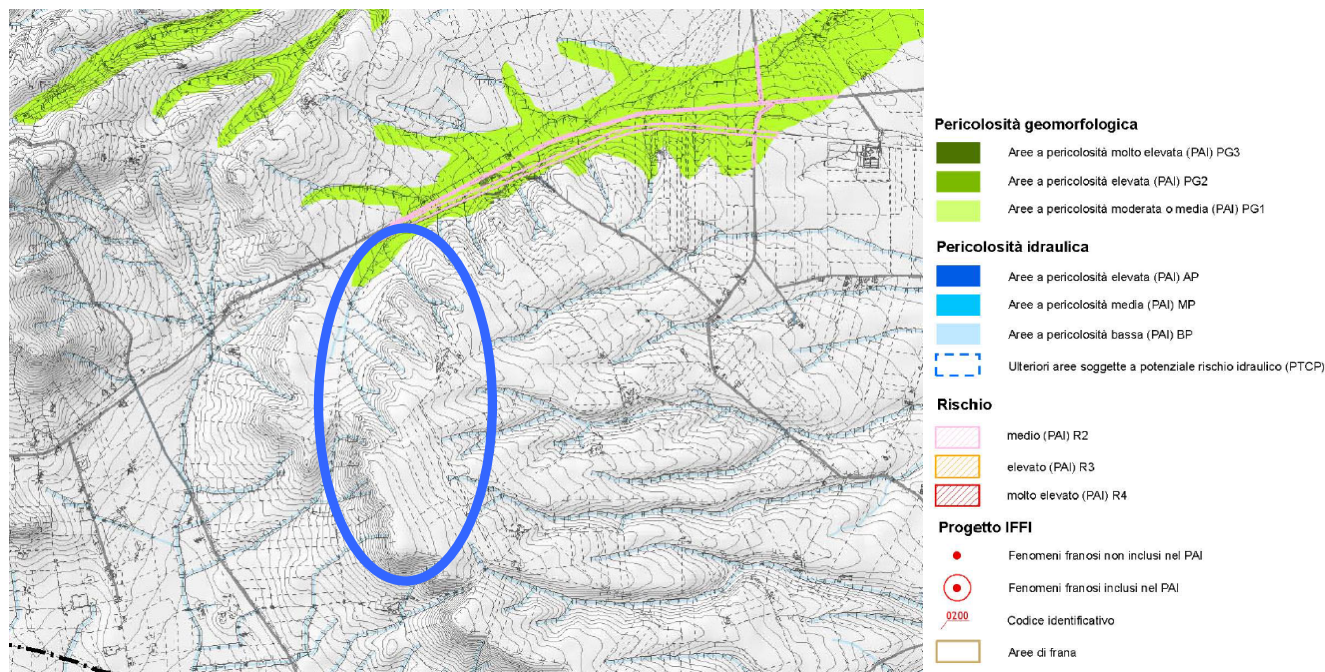 Pericolosità geomorfologica
Aree a pericolosità molto elevata (PAI) PG3
Aree a pericolosità elevata (PAI) PG2
Aree a pericolosità moderata o media (PAI) PG1
Pericolosità idraulica
Aree a pericolosità elevata (PAI) AP
Aree a pericolosità media (PAI) MP
Aree a pericolosità bassa (PAI) BP
Ulteriori aree soggette a potenziale rischio idraulico (PTCP)
Rischio
medio (PAI) R2
elevato (PAI) R3
molto elevato (PAI) R4
Progetto IFFI
Fenomeni franosi non inclusi nel PAI
Fenomeni franosi inclusi nel PAI
0200
Codice identificativo
Aree di frana